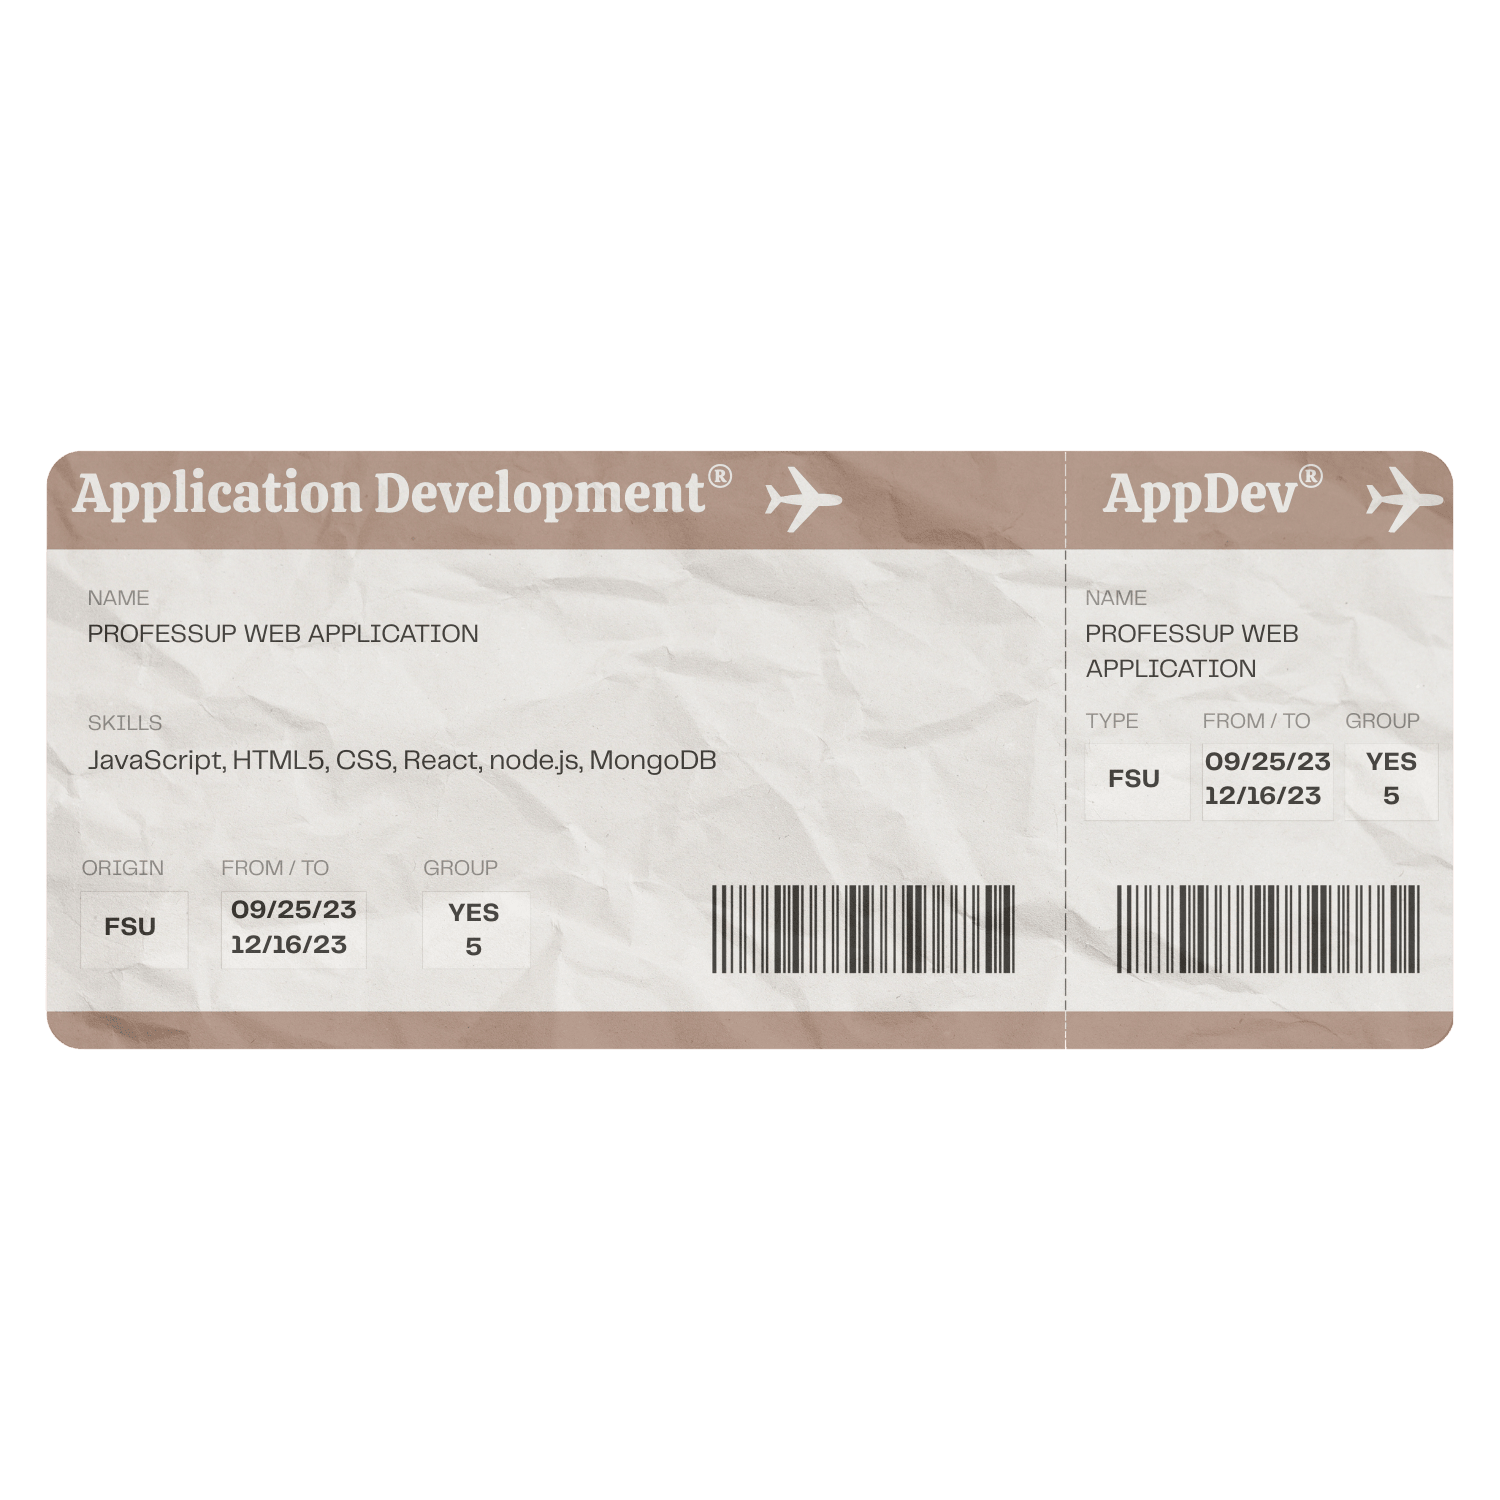 Application Development®
NAME
PROFESSUP WEB APPLICATION
SKILLS
JavaScript, HTML5, CSS, React, node.js, MongoDB
ORIGIN FROM / TO GROUP
FSU
09/25/23
12/16/23
YES
5
AppDev®
NAME
PROFESSUP WEB
APPLICATION
TYPE FROM / TO GROUP
FSU
09/25/23
12/16/23
YES
5